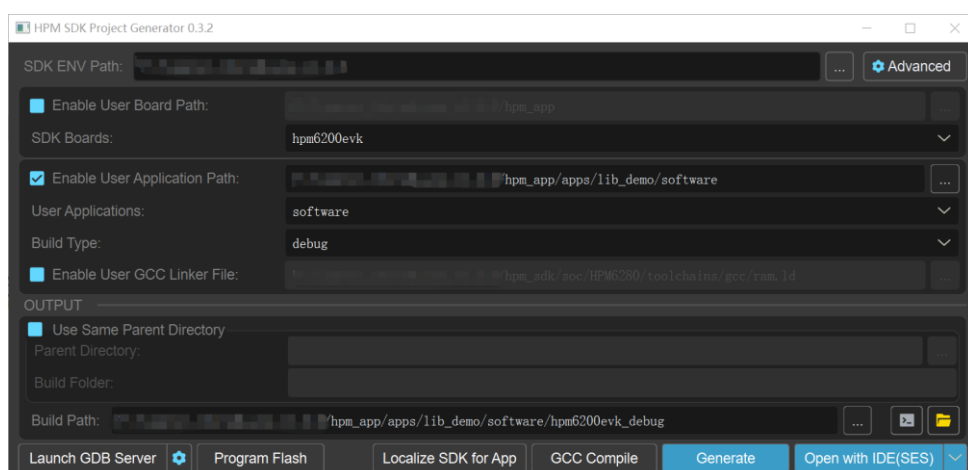 HPM SDK Project Generator 0.3.2
SDK ENV Path: ... Advanced
Enable User Board Path: /hpm_app ...
SDK Boards: hpm6200evk
Enable User Application Path: /hpm_app/apps/lib_demo/software ...
User Applications: software
Build Type: debug
Enable User GCC Linker File: /hpm_sdk/soc/HPM6280/toolchains/gcc/ram.ld ...
OUTPUT
Use Same Parent Directory
Parent Directory: ...
Build Folder:
Build Path: /hpm_app/apps/lib_demo/software/hpm6200evk_debug ...
Launch GDB Server Program Flash Localize SDK for App GCC Compile Generate Open with IDE(SES)